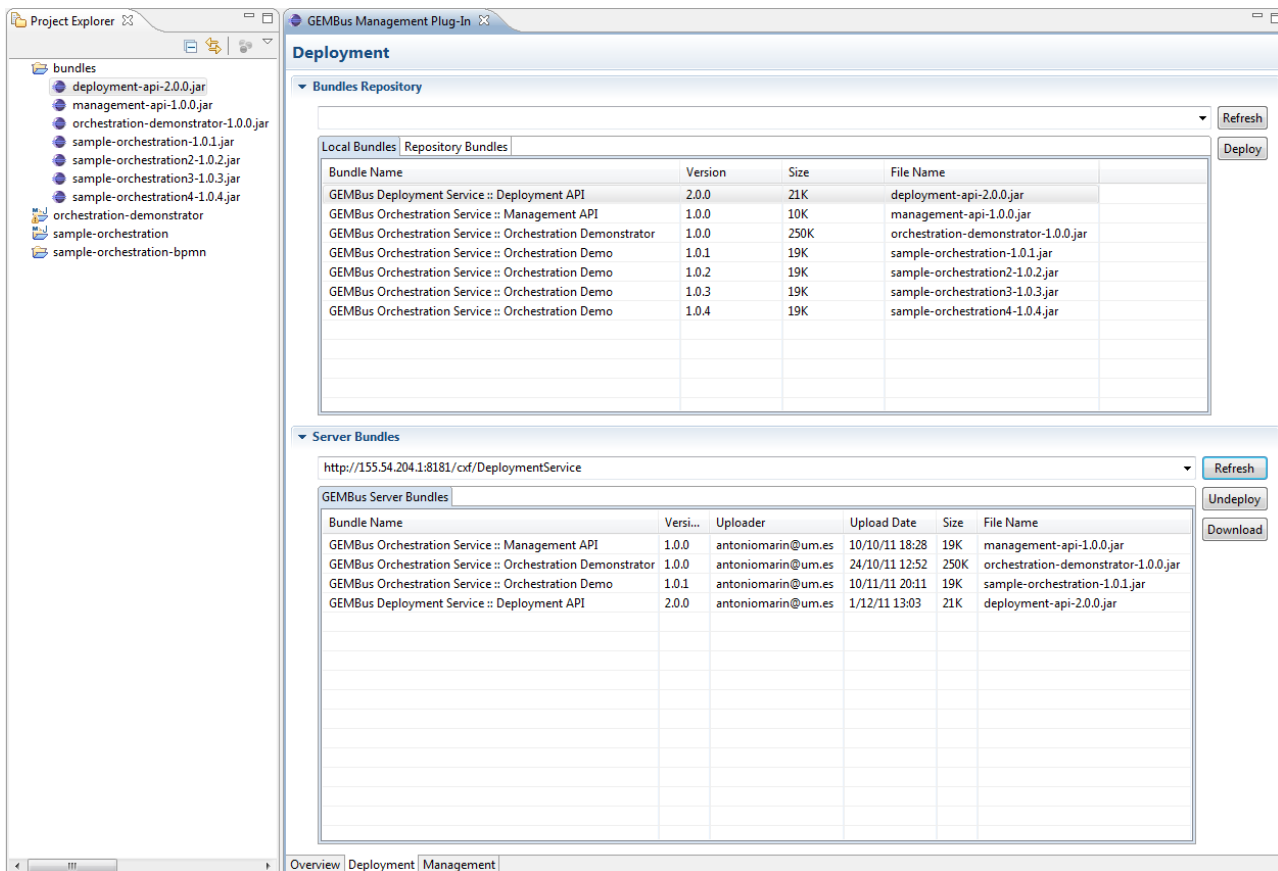 Project Explorer
bundles
deployment-api-2.0.0.jar
management-api-1.0.0.jar
orchestration-demonstrator-1.0.0.jar
sample-orchestration-1.0.1.jar
sample-orchestration2-1.0.2.jar
sample-orchestration3-1.0.3.jar
sample-orchestration4-1.0.4.jar
orchestration-demonstrator
sample-orchestration
sample-orchestration-bpmn
GEMBus Management Plug-In
Deployment
Bundles Repository
Refresh
Local Bundles Repository Bundles
Deploy
Bundle Name Version Size File Name
GEMBus Deployment Service :: Deployment API 2.0.0 21K deployment-api-2.0.0.jar
GEMBus Orchestration Service :: Management API 1.0.0 10K management-api-1.0.0.jar
GEMBus Orchestration Service :: Orchestration Demonstrator 1.0.0 250K orchestration-demonstrator-1.0.0.jar
GEMBus Orchestration Service :: Orchestration Demo 1.0.1 19K sample-orchestration-1.0.1.jar
GEMBus Orchestration Service :: Orchestration Demo 1.0.2 19K sample-orchestration2-1.0.2.jar
GEMBus Orchestration Service :: Orchestration Demo 1.0.3 19K sample-orchestration3-1.0.3.jar
GEMBus Orchestration Service :: Orchestration Demo 1.0.4 19K sample-orchestration4-1.0.4.jar
Server Bundles
http://155.54.204.1:8181/cxf/DeploymentService
Refresh
GEMBus Server Bundles
Undeploy
Bundle Name Versi... Uploader Upload Date Size File Name
Download
GEMBus Orchestration Service :: Management API 1.0.0 antoniomarin@um.es 10/10/11 18:28 19K management-api-1.0.0.jar
GEMBus Orchestration Service :: Orchestration Demonstrator 1.0.0 antoniomarin@um.es 24/10/11 12:52 250K orchestration-demonstrator-1.0.0.jar
GEMBus Orchestration Service :: Orchestration Demo 1.0.1 antoniomarin@um.es 10/11/11 20:11 19K sample-orchestration-1.0.1.jar
GEMBus Deployment Service :: Deployment API 2.0.0 antoniomarin@um.es 1/12/11 13:03 21K deployment-api-2.0.0.jar
Overview Deployment Management